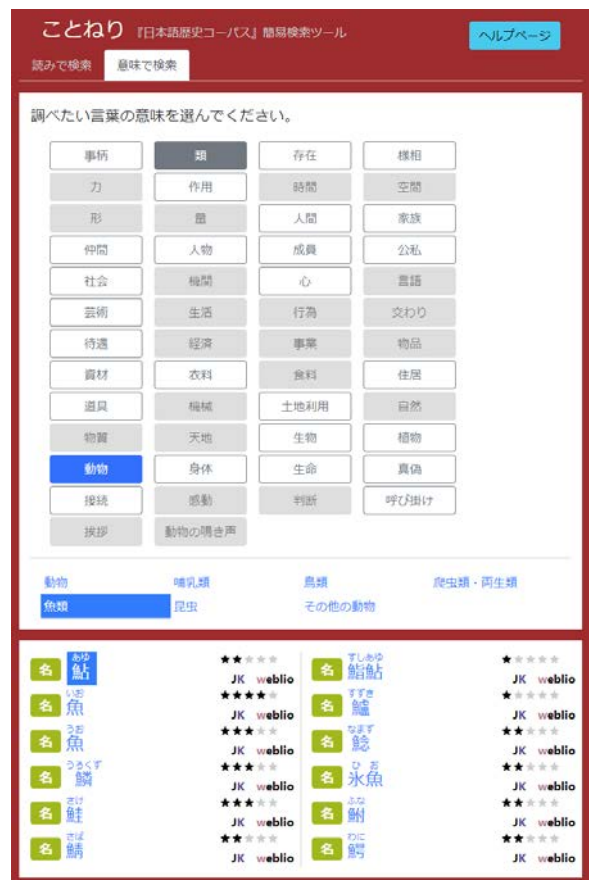 ことねり 『日本語歴史コーパス』簡易検索ツール ヘルプページ
読みで検索 意味で検索
調べたい言葉の意味を選んでください。
事柄 類 存在 様相
力 作用 時間 空間
形 量 人間 家族
仲間 人物 成員 公私
社会 機関 心 言語
芸術 生活 行為 交わり
待遇 経済 事業 物品
資材 衣料 食料 住居
道具 機械 土地利用 自然
物質 天地 生物 植物
動物 身体 生命 真偽
接続 感動 判断 呼び掛け
挨拶 動物の鳴き声
動物 哺乳類 鳥類 爬虫類・両生類
魚類 昆虫 その他の動物
あゆ すしあゆ
名 鮎 ★★★★★ 名 鮨鮎 ★★★★★
JK weblio JK weblio
いお すずき
名 魚 ★★★★★ 名 鱸 ★★★★★
JK weblio JK weblio
うお なまず
名 魚 ★★★★★ 名 鯰 ★★★★★
JK weblio JK weblio
うろくず ひお
名 鱗 ★★★★★ 名 氷魚 ★★★★★
JK weblio JK weblio
さけ ふな
名 鮭 ★★★★★ 名 鮒 ★★★★★
JK weblio JK weblio
さば わに
名 鯖 ★★★★★ 名 鰐 ★★★★★
JK weblio JK weblio